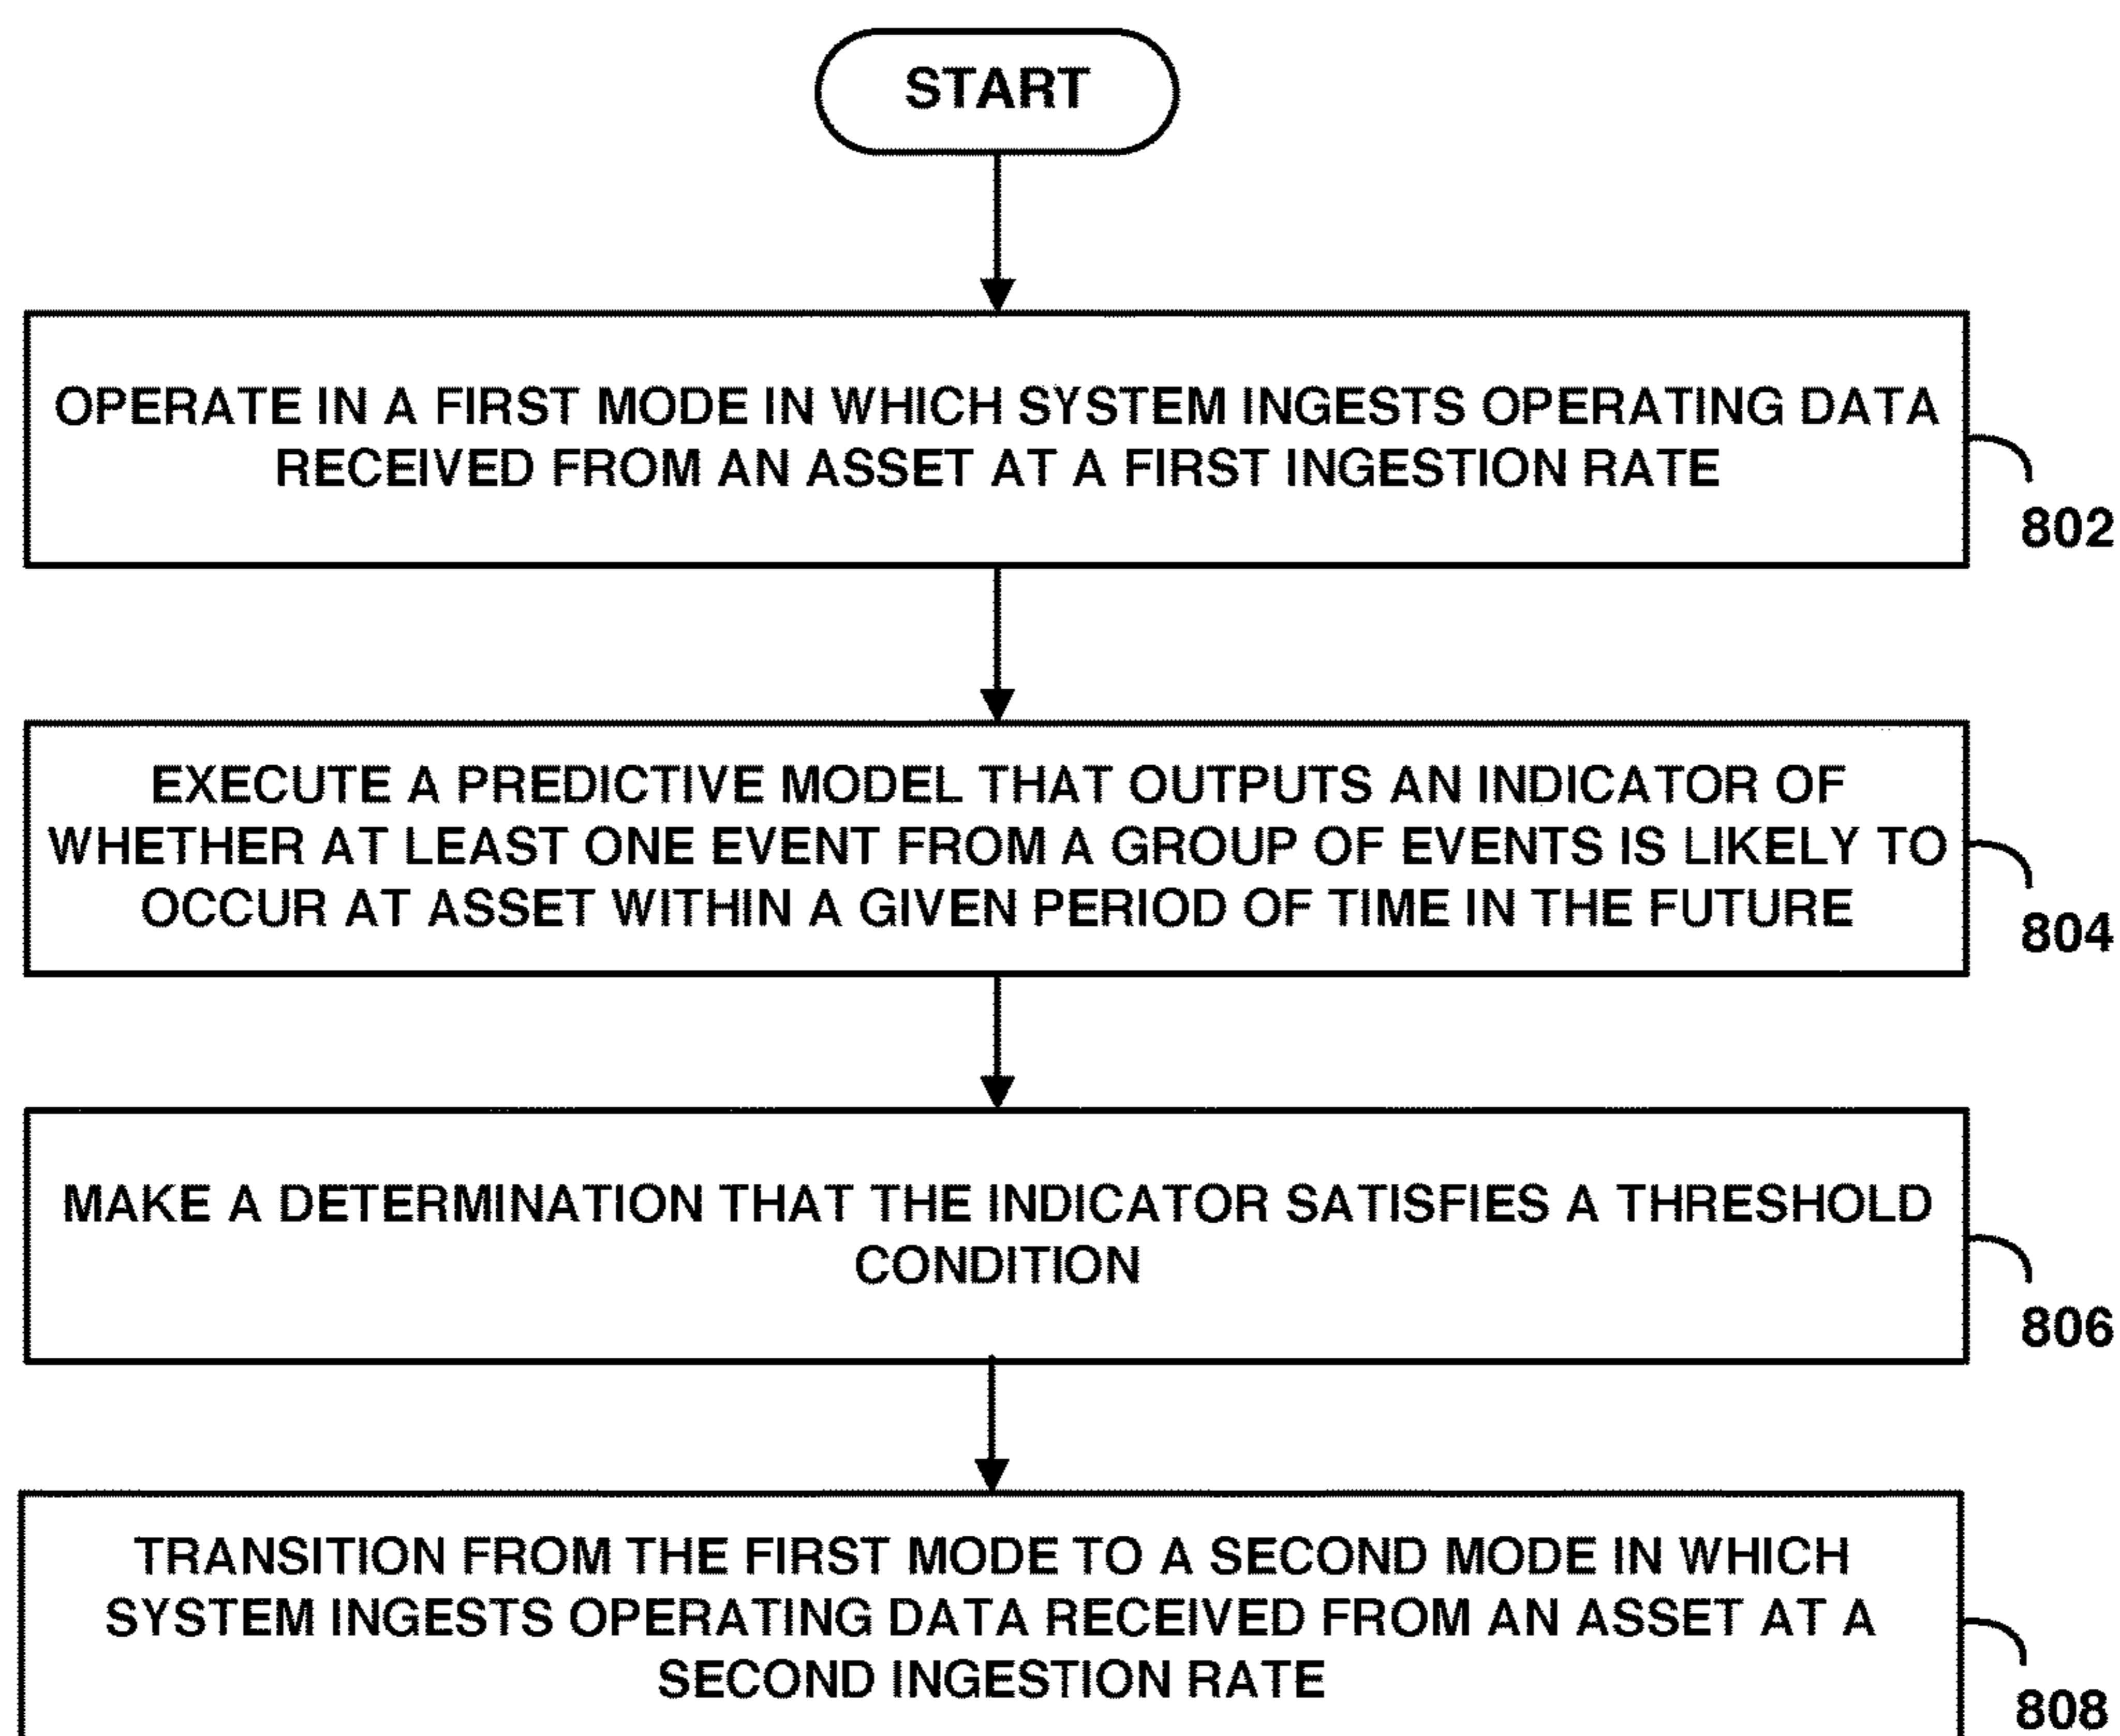 START
OPERATE IN A FIRST MODE IN WHICH SYSTEM INGESTS OPERATING DATA
RECEIVED FROM AN ASSET AT A FIRST INGESTION RATE
802
EXECUTE A PREDICTIVE MODEL THAT OUTPUTS AN INDICATOR OF
WHETHER AT LEAST ONE EVENT FROM A GROUP OF EVENTS IS LIKELY TO
OCCUR AT ASSET WITHIN A GIVEN PERIOD OF TIME IN THE FUTURE
804
MAKE A DETERMINATION THAT THE INDICATOR SATISFIES A THRESHOLD
CONDITION
806
TRANSITION FROM THE FIRST MODE TO A SECOND MODE IN WHICH
SYSTEM INGESTS OPERATING DATA RECEIVED FROM AN ASSET AT A
SECOND INGESTION RATE
808